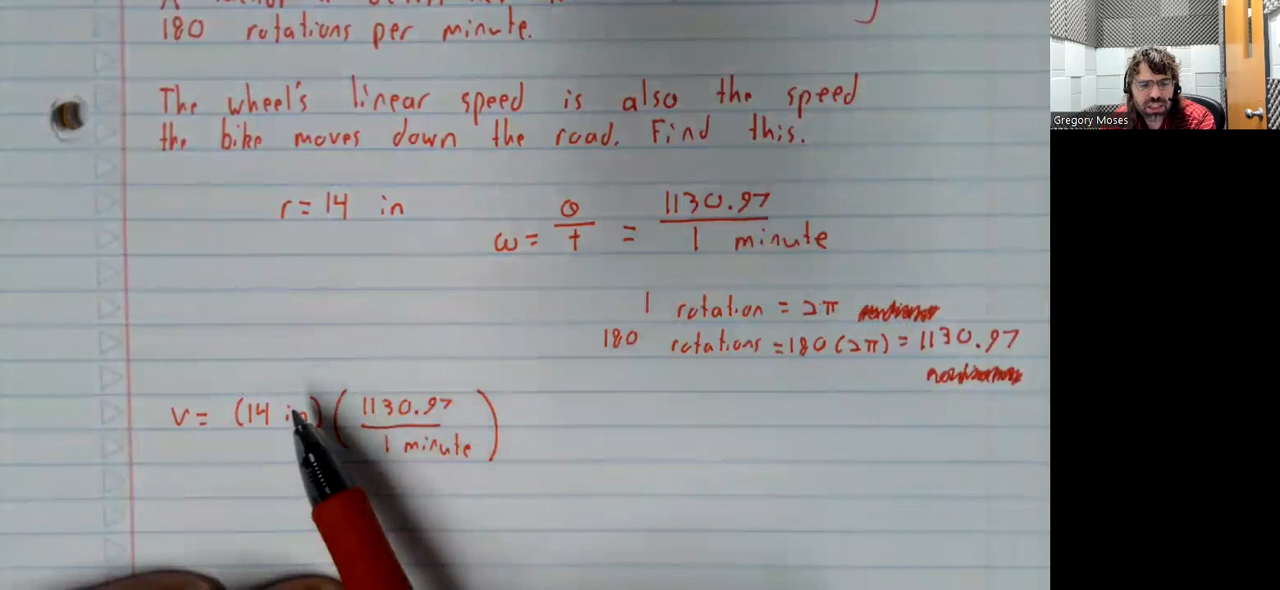 180 rotations per minute.
The wheel's linear speed is also the speed
the bike moves down the road. Find this.
r = 14 in
ω = θ/t = 1130.97/1 minute
1 rotation = 2π
180 rotations = 180 (2π) = 1130.97
v = (14 in) (1130.97/1 minute)
Gregory Moses